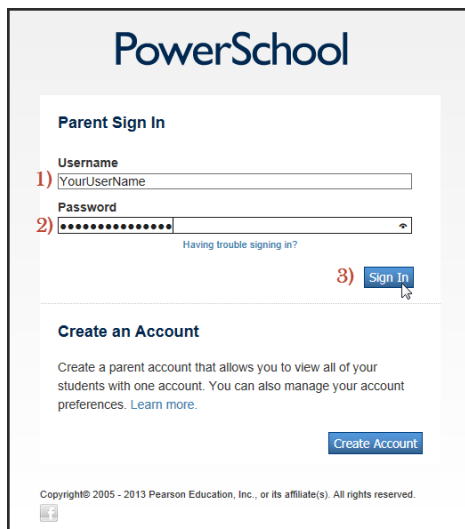 PowerSchool
Parent Sign In
Username
1) YourUserName
Password
2) •••••••••••••••
Having trouble signing in?
3) Sign In
Create an Account
Create a parent account that allows you to view all of your
students with one account. You can also manage your account
preferences. Learn more.
Create Account
Copyright© 2005 - 2013 Pearson Education, Inc., or its affiliate(s). All rights reserved.
f